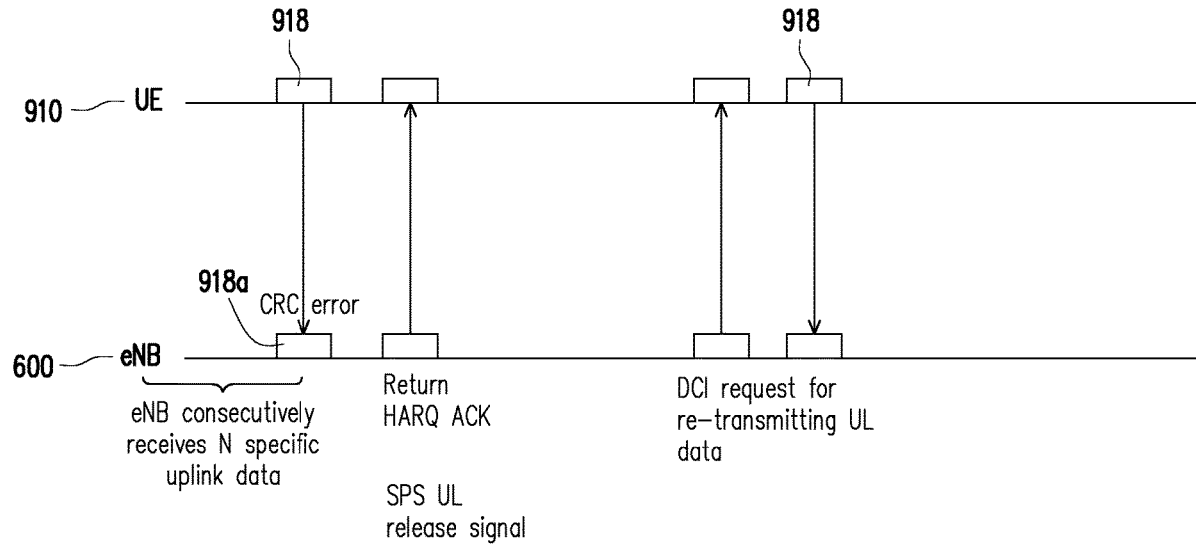 918
918
910
UE
918a
CRC error
600
eNB
eNB consecutively
receives N specific
uplink data
Return
HARQ ACK
SPS UL
release signal
DCI request for
re-transmitting UL
data